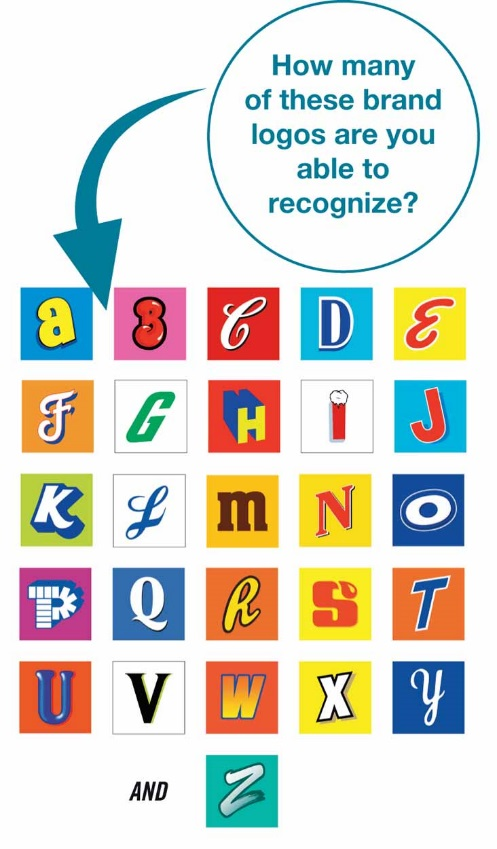 How many
of these brand
logos are you
able to
recognize?
a B C D E
F G H i J
K L m N O
P Q R S T
U V W X Y
AND Z